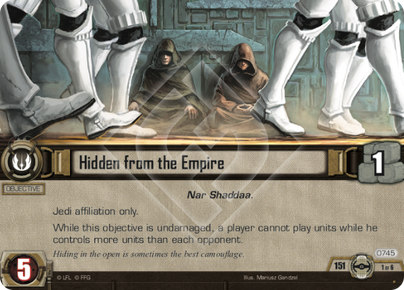 Hidden from the Empire
1
OBJECTIVE
Nar Shaddaa.
Jedi affiliation only.
While this objective is undamaged, a player cannot play units while he
controls more units than each opponent.
Hiding in the open is sometimes the best camouflage.
0745
5
© LFL © FFG
Illus. Mariusz Gandzel
151
1 of 6